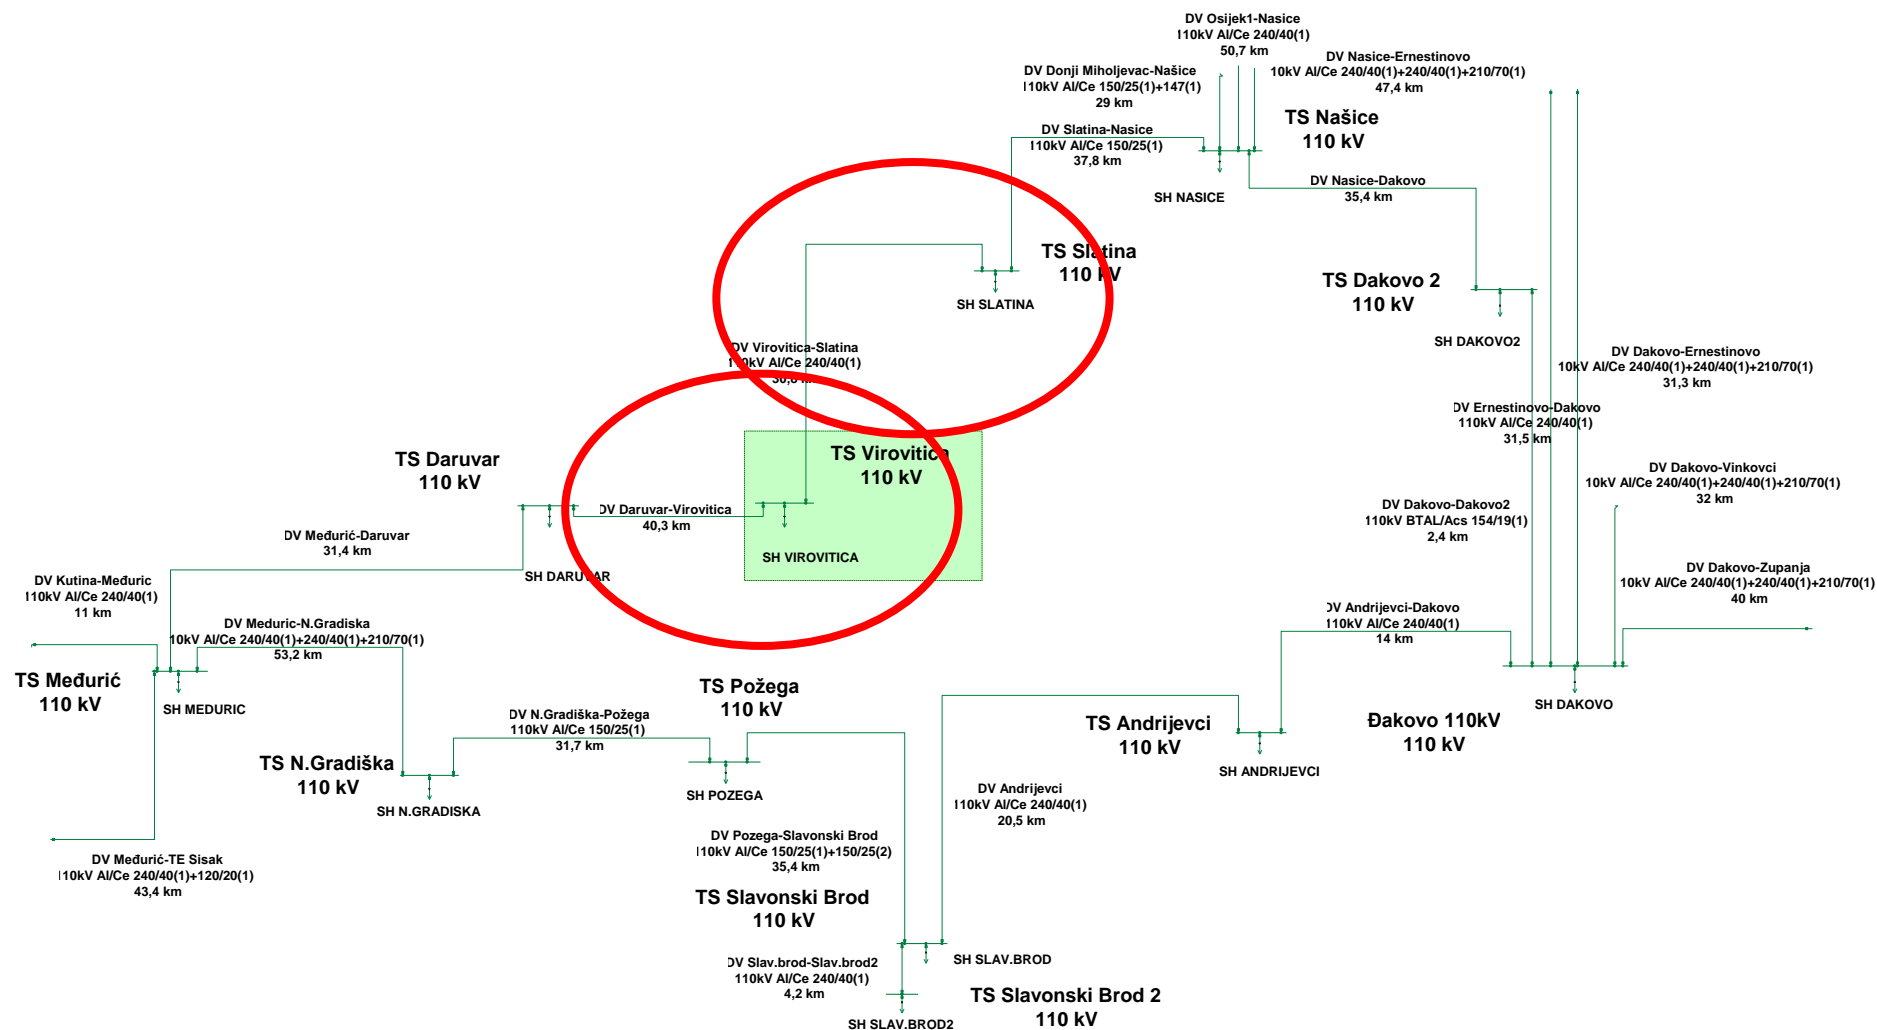 DV Osijek1-Nasice
110kV Al/Ce 240/40(1)
50,7 km
DV Nasice-Ernestinovo
10kV Al/Ce 240/40(1)+240/40(1)+210/70(1)
47,4 km
DV Donji Miholjevac-Našice
110kV Al/Ce 150/25(1)+147(1)
29 km
TS Našice
110 kV
DV Slatina-Nasice
110kV Al/Ce 150/25(1)
37,8 km
DV Nasice-Dakovo
35,4 km
SH NASICE
TS Slatina
110 kV
SH SLATINA
TS Dakovo 2
110 kV
SH DAKOVO2
DV Virovitica-Slatina
110kV Al/Ce 240/40(1)
km
DV Dakovo-Ernestinovo
10kV Al/Ce 240/40(1)+240/40(1)+210/70(1)
31,3 km
DV Ernestinovo-Dakovo
110kV Al/Ce 240/40(1)
31,5 km
TS Daruvar
110 kV
TS Virovitica
110 kV
DV Dakovo-Vinkovci
10kV Al/Ce 240/40(1)+240/40(1)+210/70(1)
32 km
DV Daruvar-Virovitica
40,3 km
DV Dakovo-Dakovo2
110kV BTAL/Acs 154/19(1)
2,4 km
DV Međurić-Daruvar
31,4 km
SH VIROVITICA
SH DARUVAR
DV Kutina-Međuric
110kV Al/Ce 240/40(1)
11 km
DV Dakovo-Zupanja
10kV Al/Ce 240/40(1)+240/40(1)+210/70(1)
40 km
DV Meduric-N.Gradiska
10kV Al/Ce 240/40(1)+240/40(1)+210/70(1)
53,2 km
DV Andrijevci-Dakovo
110kV Al/Ce 240/40(1)
14 km
TS Međurić
110 kV
SH MEDURIC
TS Požega
110 kV
SH DAKOVO
DV N.Gradiška-Požega
110kV Al/Ce 150/25(1)
31,7 km
TS Andrijevci
110 kV
Đakovo 110kV
110 kV
TS N.Gradiška
110 kV
SH N.GRADISKA
SH POZEGA
SH ANDRIJEVCI
DV Andrijevci
110kV Al/Ce 240/40(1)
20,5 km
DV Pozega-Slavonski Brod
110kV Al/Ce 150/25(1)+150/25(2)
35,4 km
DV Međurić-TE Sisak
110kV Al/Ce 240/40(1)+120/20(1)
43,4 km
TS Slavonski Brod
110 kV
SH SLAV.BROD
DV Slav.brod-Slav.brod2
110kV Al/Ce 240/40(1)
4,2 km
TS Slavonski Brod 2
110 kV
SH SLAV.BROD2